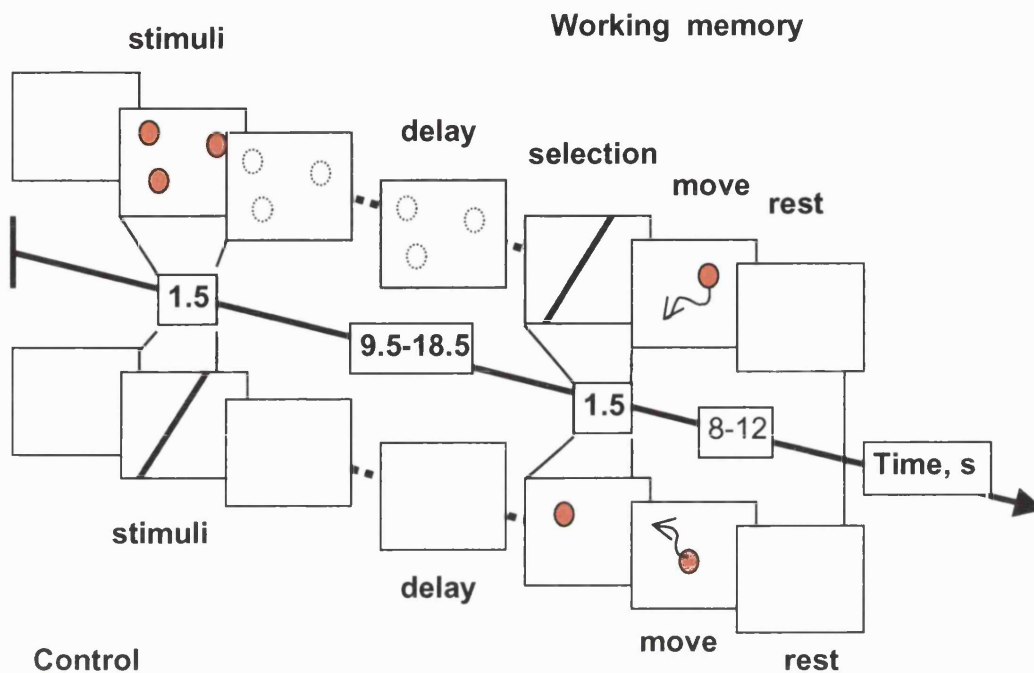 Working memory
stimuli
delay
selection
move
rest
1.5
9.5-18.5
1.5
8-12
Time, s
stimuli
delay
move
rest
Control